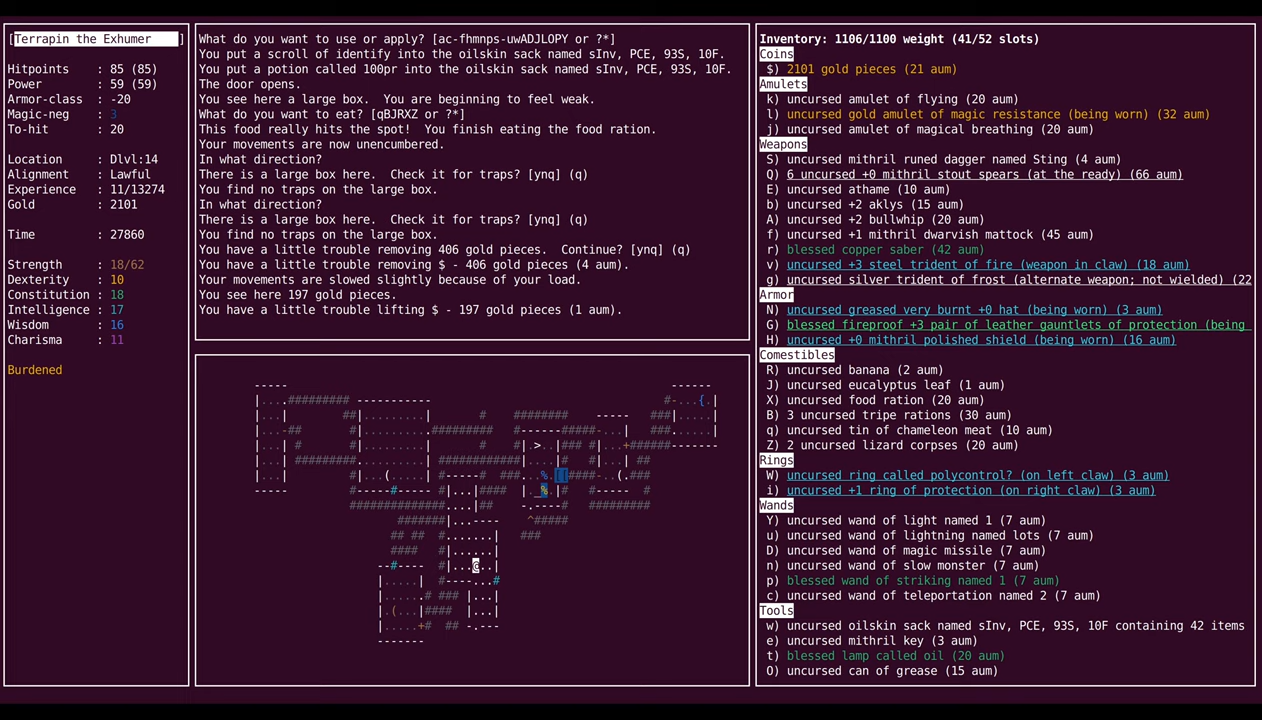 [Terrapin the Exhumer ]
Hitpoints : 85 (85)
Power : 59 (59)
Armor-class : -20
Magic-neg : 3
To-hit : 20
Location : Dlvl:14
Alignment : Lawful
Experience : 11/13274
Gold : 2101
Time : 27860
Strength : 18/62
Dexterity : 10
Constitution : 18
Intelligence : 17
Wisdom : 16
Charisma : 11
Burdened
What do you want to use or apply? [ac-fhmnps-uwADJLOPY or ?*]
You put a scroll of identify into the oilskin sack named sInv, PCE, 93S, 10F.
You put a potion called 100pr into the oilskin sack named sInv, PCE, 93S, 10F.
The door opens.
You see here a large box.  You are beginning to feel weak.
What do you want to eat? [qBJRXZ or ?*]
This food really hits the spot!  You finish eating the food ration.
Your movements are now unencumbered.
In what direction?
There is a large box here.  Check it for traps? [ynq] (q)
You find no traps on the large box.
In what direction?
There is a large box here.  Check it for traps? [ynq] (q)
You find no traps on the large box.
You have a little trouble removing 406 gold pieces.  Continue? [ynq] (q)
You have a little trouble removing $ - 406 gold pieces (4 aum).
Your movements are slowed slightly because of your load.
You see here 197 gold pieces.
You have a little trouble lifting $ - 197 gold pieces (1 aum).
Inventory: 1106/1100 weight (41/52 slots)
Coins
$) 2101 gold pieces (21 aum)
Amulets
k) uncursed amulet of flying (20 aum)
l) uncursed gold amulet of magic resistance (being worn) (32 aum)
j) uncursed amulet of magical breathing (20 aum)
Weapons
S) uncursed mithril runed dagger named Sting (4 aum)
Q) 6 uncursed +0 mithril stout spears (at the ready) (66 aum)
E) uncursed athame (10 aum)
b) uncursed +2 aklys (15 aum)
A) uncursed +2 bullwhip (20 aum)
f) uncursed +1 mithril dwarvish mattock (45 aum)
r) blessed copper saber (42 aum)
v) uncursed +3 steel trident of fire (weapon in claw) (18 aum)
g) uncursed silver trident of frost (alternate weapon; not wielded) (22
Armor
N) uncursed greased very burnt +0 hat (being worn) (3 aum)
G) blessed fireproof +3 pair of leather gauntlets of protection (being
H) uncursed +0 mithril polished shield (being worn) (16 aum)
Comestibles
R) uncursed banana (2 aum)
J) uncursed eucalyptus leaf (1 aum)
X) uncursed food ration (20 aum)
B) 3 uncursed tripe rations (30 aum)
q) uncursed tin of chameleon meat (10 aum)
Z) 2 uncursed lizard corpses (20 aum)
Rings
W) uncursed ring called polycontrol? (on left claw) (3 aum)
i) uncursed +1 ring of protection (on right claw) (3 aum)
Wands
Y) uncursed wand of light named 1 (7 aum)
u) uncursed wand of lightning named lots (7 aum)
D) uncursed wand of magic missile (7 aum)
n) uncursed wand of slow monster (7 aum)
p) blessed wand of striking named 1 (7 aum)
c) uncursed wand of teleportation named 2 (7 aum)
Tools
w) uncursed oilskin sack named sInv, PCE, 93S, 10F containing 42 items
e) uncursed mithril key (3 aum)
t) blessed lamp called oil (20 aum)
O) uncursed can of grease (15 aum)